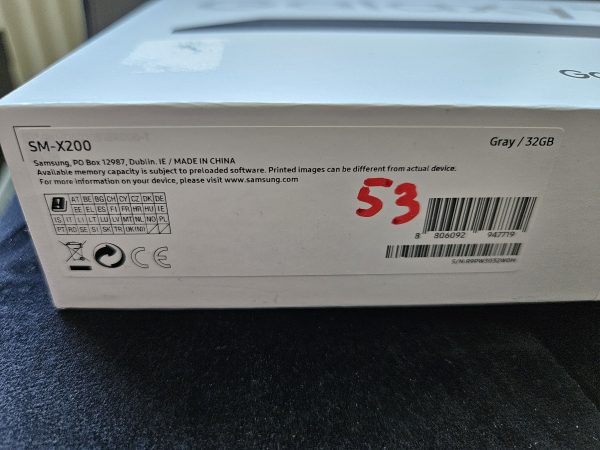 Go
SM-X200
Gray / 32GB
Samsung, PO Box 12987, Dublin. IE / MADE IN CHINA
Available memory capacity is subject to preloaded software. Printed images can be different from actual device.
For more information on your device, please visit www.samsung.com
53
AT BE BG CH CY CZ DK DE
EE EL ES FI FR HR HU IE
IS IT LI LT LU LV MT NL NO PL
PT RO SE SI SK TR UK(NI)
8 806092 947719
CE